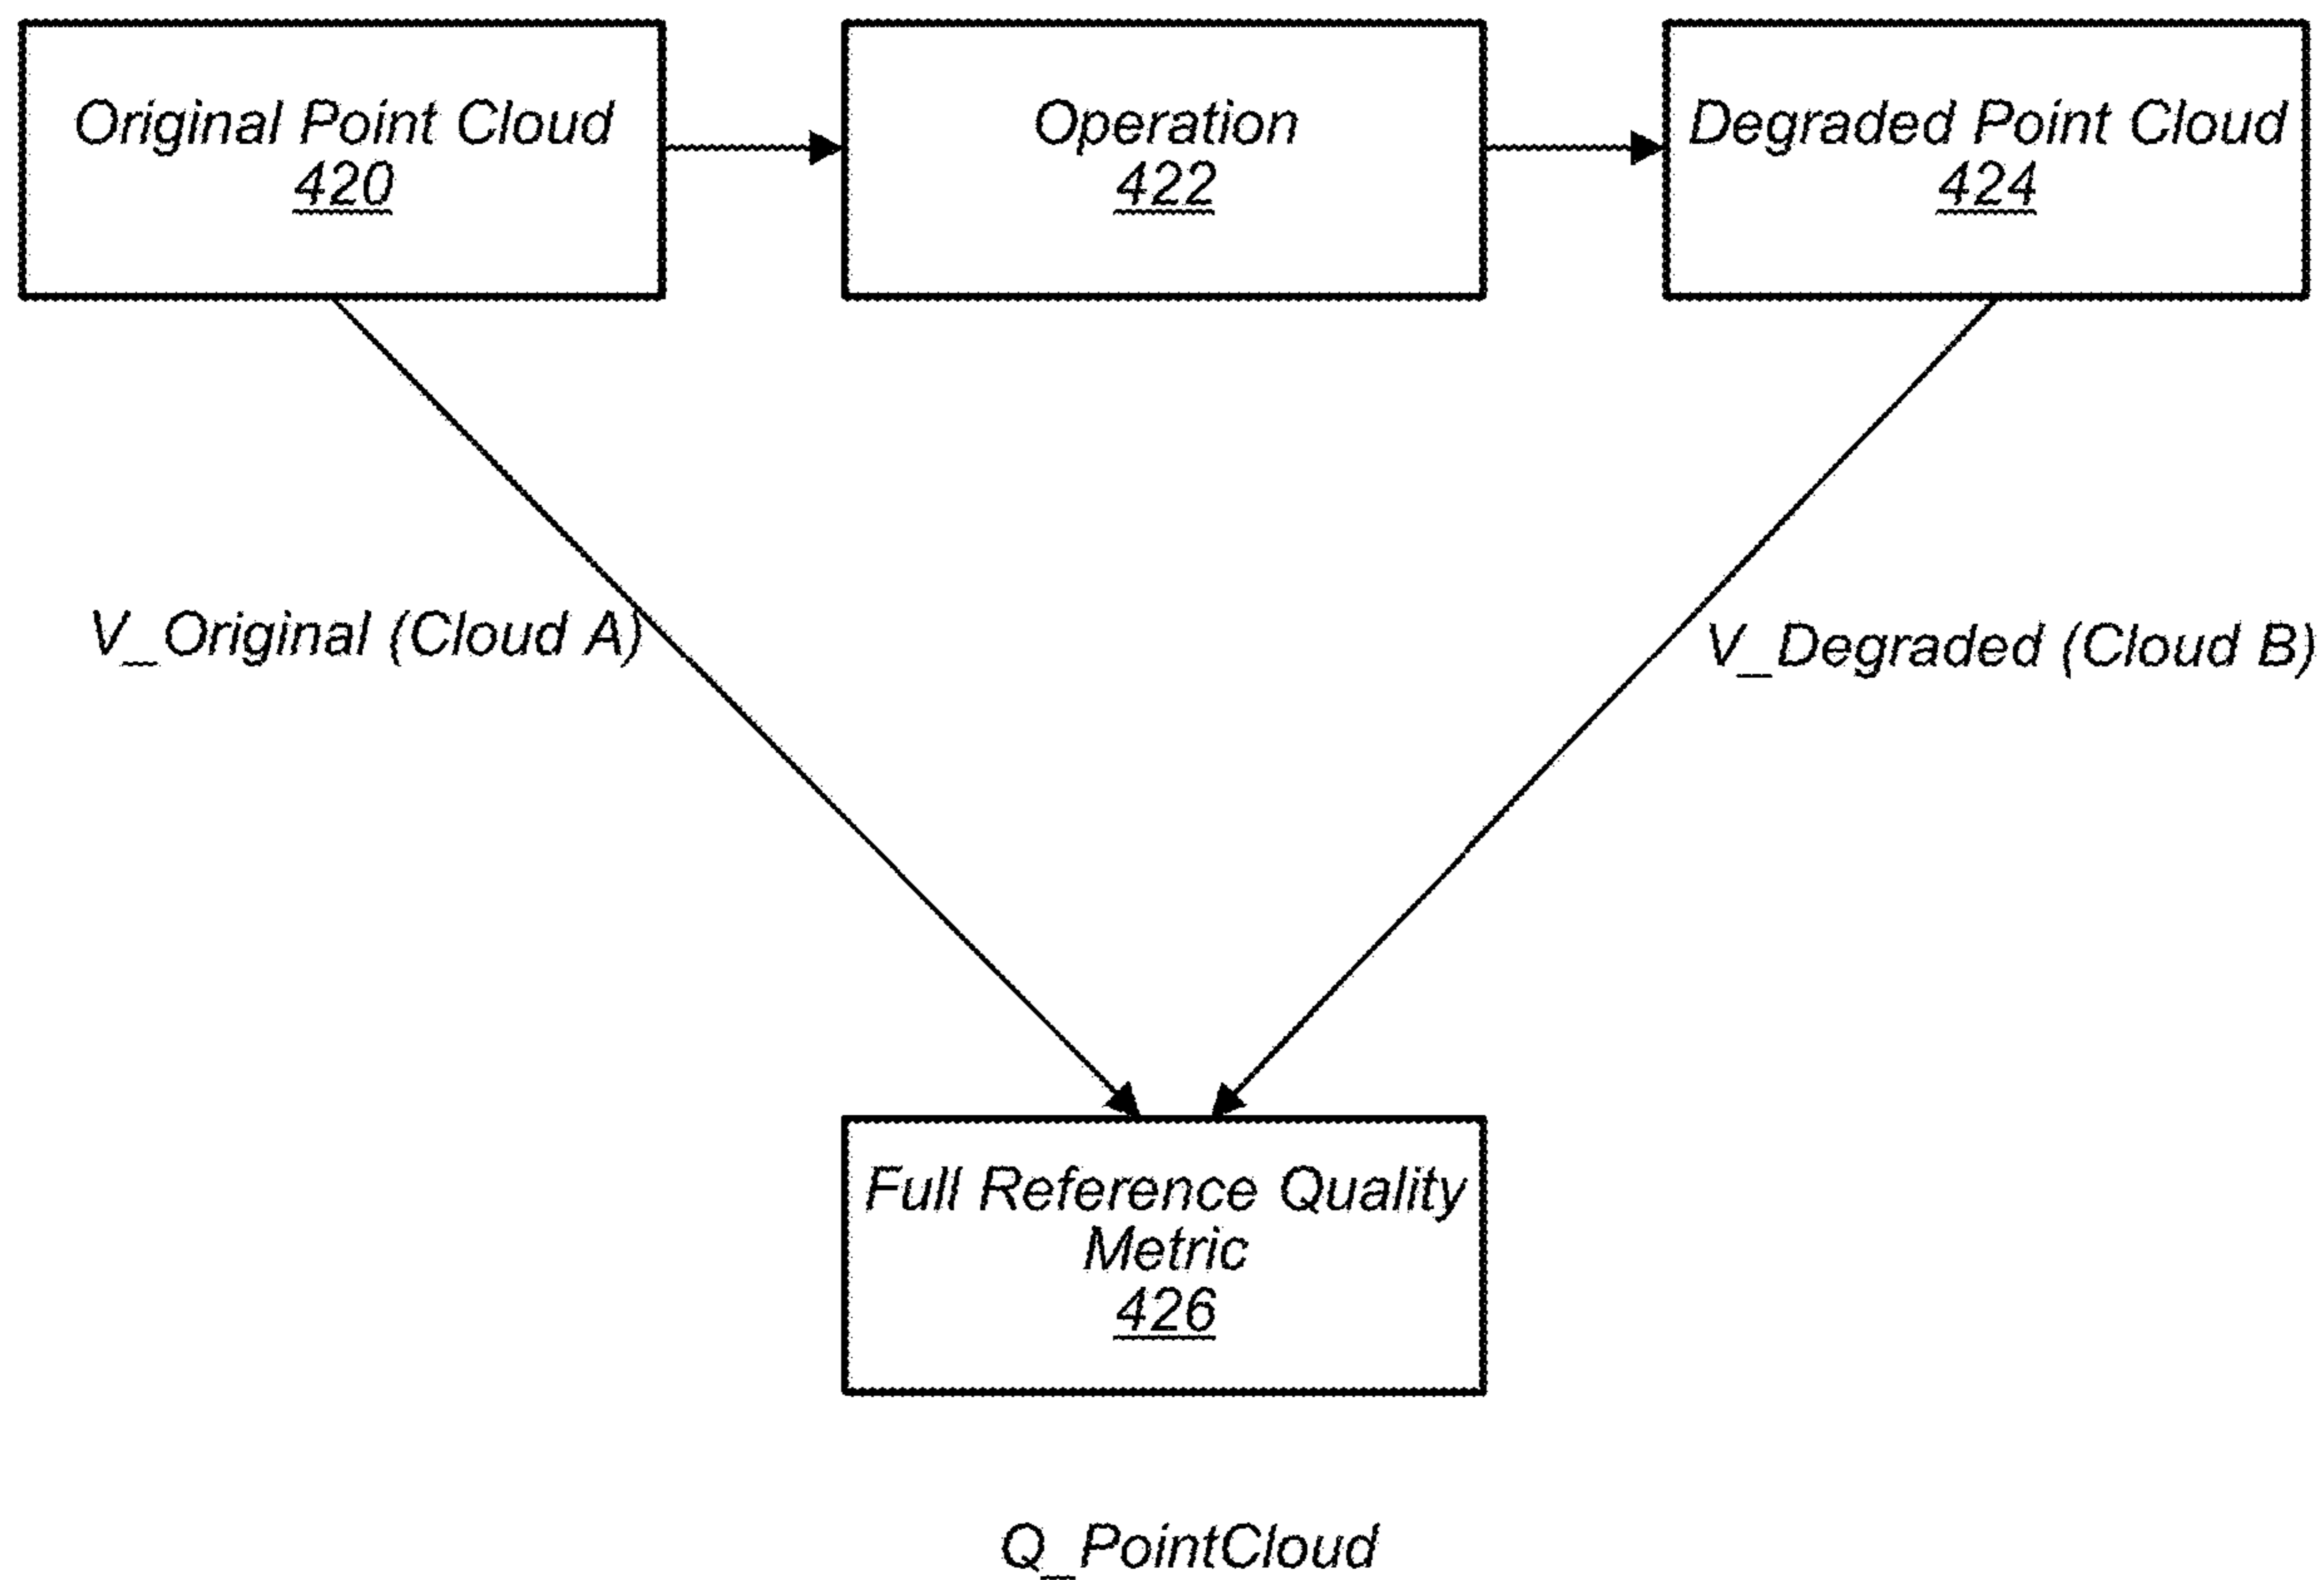 Original Point Cloud
420
Operation
422
Degraded Point Cloud
424
V_Original (Cloud A)
V_Degraded (Cloud B)
Full Reference Quality
Metric
426
Q_PointCloud